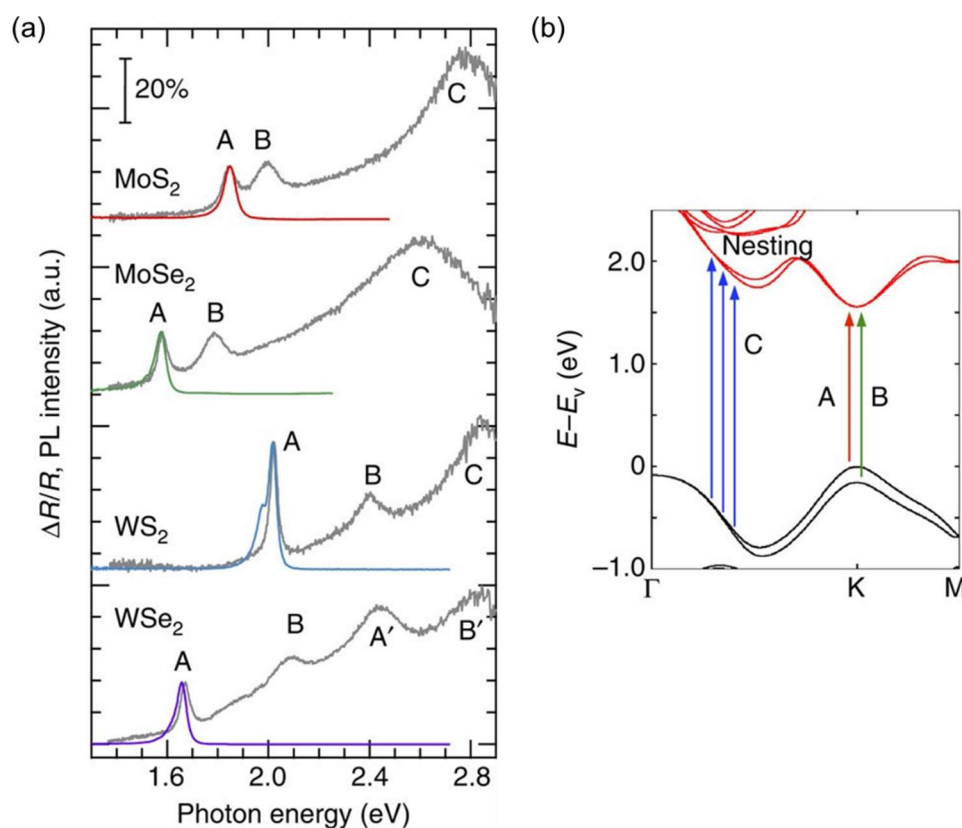 (a)
20%
C
A
B
MoS₂
MoSe₂
A
B
C
A
B
C
WS₂
WSe₂
A
B
A′
B′
ΔR/R, PL intensity (a.u.)
1.6
2.0
2.4
2.8
Photon energy (eV)
(b)
Nesting
2.0
1.0
0
−1.0
C
A
B
E−Eᵥ (eV)
Γ
K
M